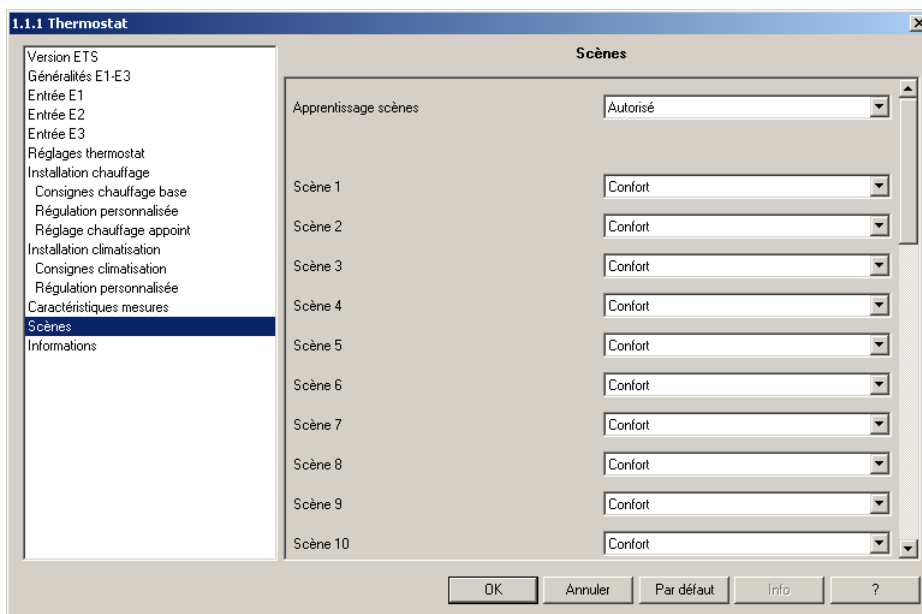 1.1.1 Thermostat
Version ETS
Généralités E1-E3
Entrée E1
Entrée E2
Entrée E3
Réglages thermostat
Installation chauffage
Consignes chauffage base
Régulation personnalisée
Réglage chauffage appoint
Installation climatisation
Consignes climatisation
Régulation personnalisée
Caractéristiques mesures
Scènes
Informations
Scènes
Apprentissage scènes Autorisé
Scène 1 Confort
Scène 2 Confort
Scène 3 Confort
Scène 4 Confort
Scène 5 Confort
Scène 6 Confort
Scène 7 Confort
Scène 8 Confort
Scène 9 Confort
Scène 10 Confort
OK Annuler Par défaut Info ?